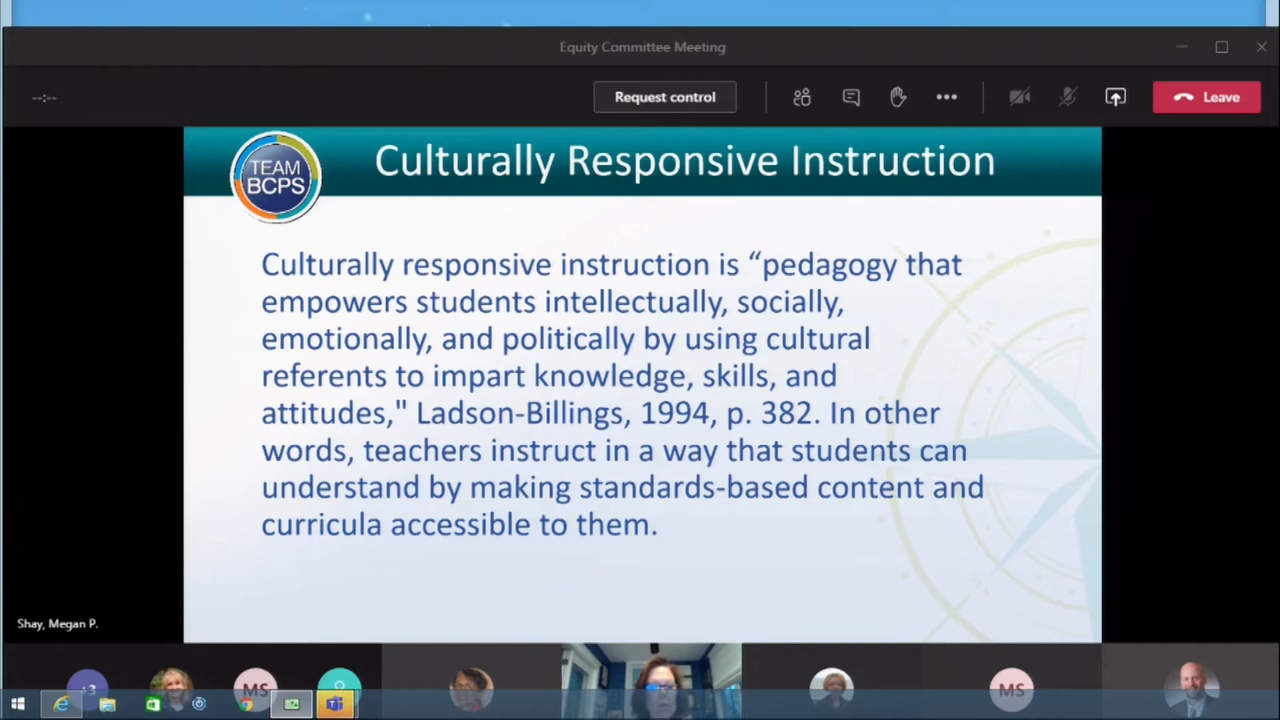 Equity Committee Meeting
--:--
Request control
Leave
TEAM
BCPS
Culturally Responsive Instruction
Culturally responsive instruction is “pedagogy that
empowers students intellectually, socially,
emotionally, and politically by using cultural
referents to impart knowledge, skills, and
attitudes," Ladson-Billings, 1994, p. 382. In other
words, teachers instruct in a way that students can
understand by making standards-based content and
curricula accessible to them.
Shay, Megan P.
+3
MS
MS